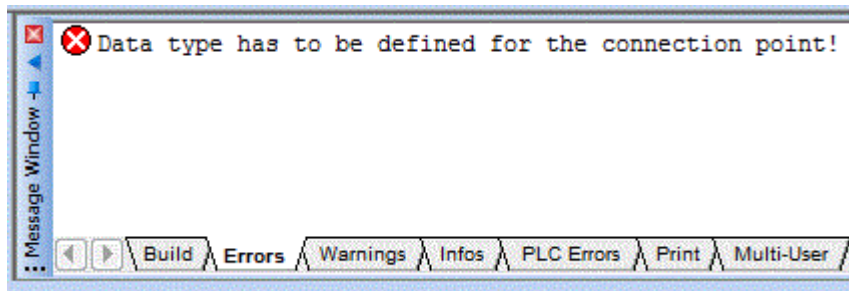 Data type has to be defined for the connection point!
Message Window
Build Errors Warnings Infos PLC Errors Print Multi-User